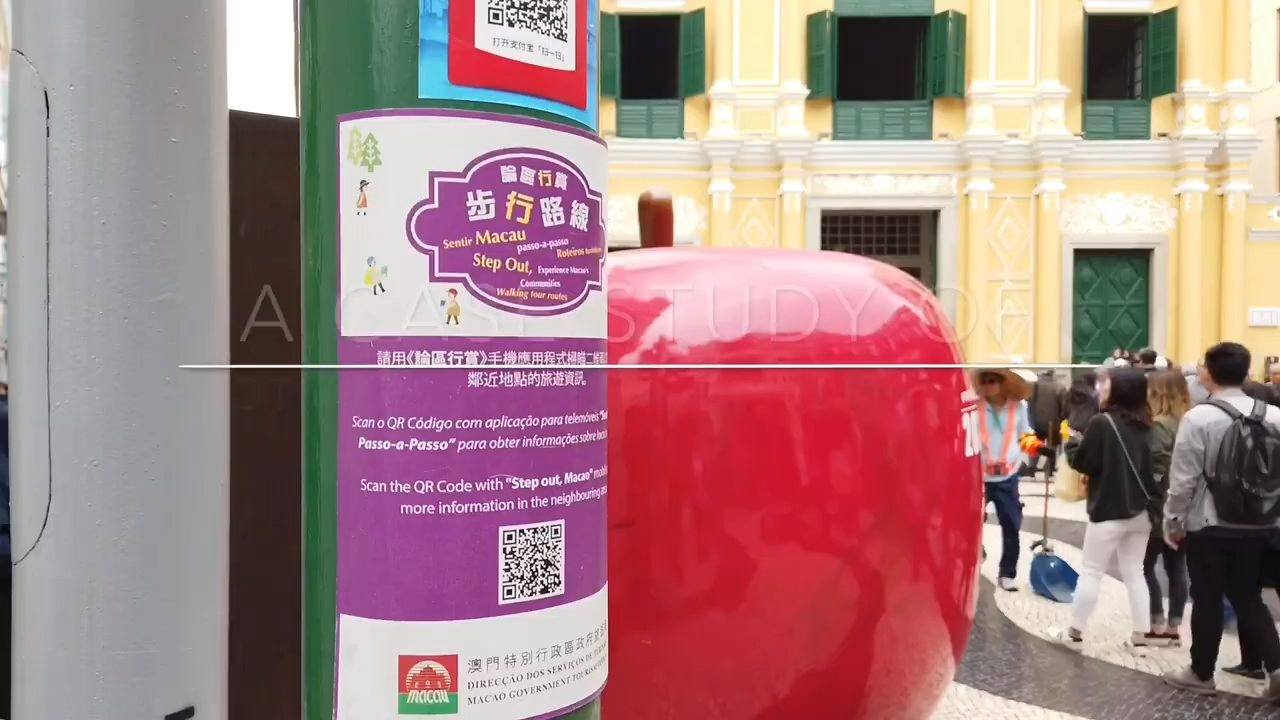 打开支付宝「扫一扫」
論區行賞
步行路線
Sentir Macau
passo-a-passo
Roteiros
Step Out,
Experience Macao's
Communities
Walking tour routes
A CASE STUDY OF
請用《論區行賞》手機應用程式掃瞄二維
鄰近地點的旅遊資訊。
Scan o QR Código com aplicação para telemóveis
Passo-a-Passo" para obter informações sobre
Scan the QR Code with "Step out, Macao"
more information in the neighbouring
macau
澳門特別行政區政府旅遊
DIRECÇÃO DOS SERVIÇOS DE
MACAO GOVERNMENT
20